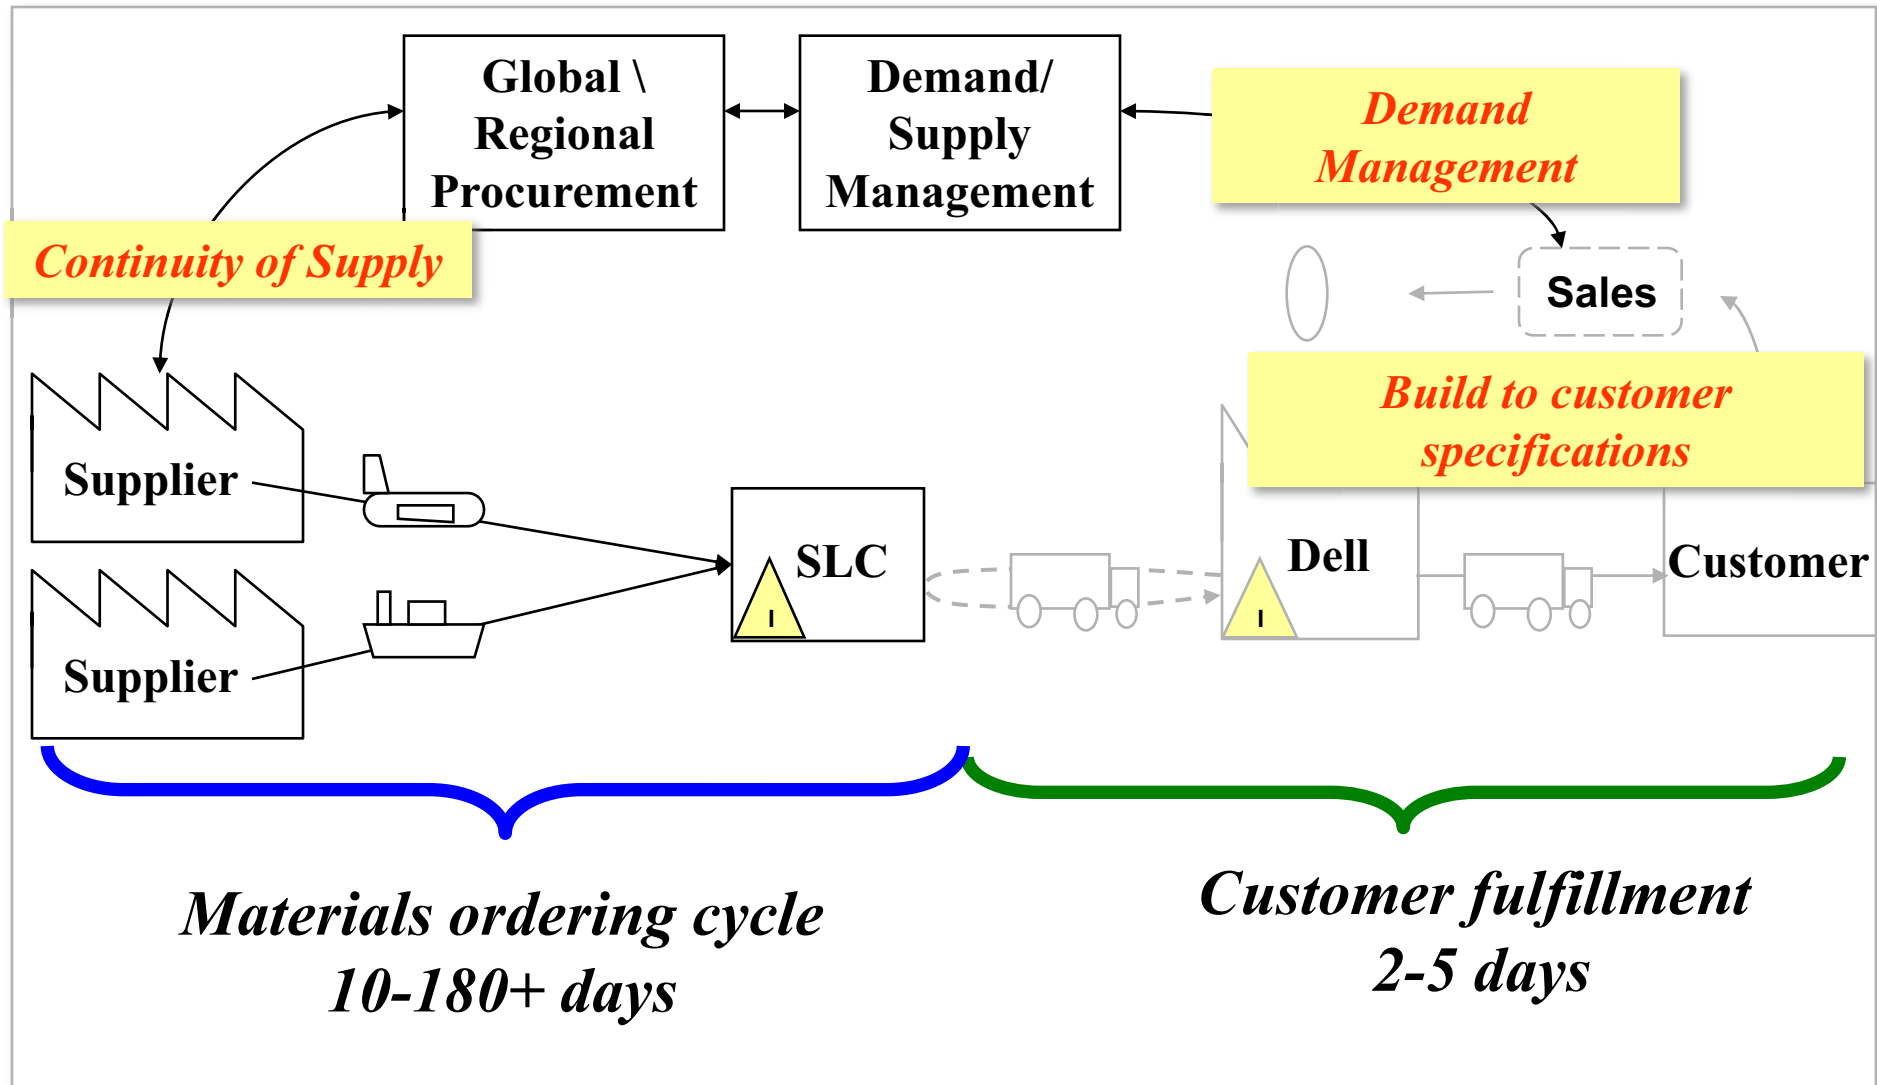 Global \
Regional
Procurement
Demand/
Supply
Management
Demand
Management
Continuity of Supply
Sales
Build to customer
specifications
Supplier
SLC
I
Dell
I
Customer
Supplier
Materials ordering cycle
10-180+ days
Customer fulfillment
2-5 days